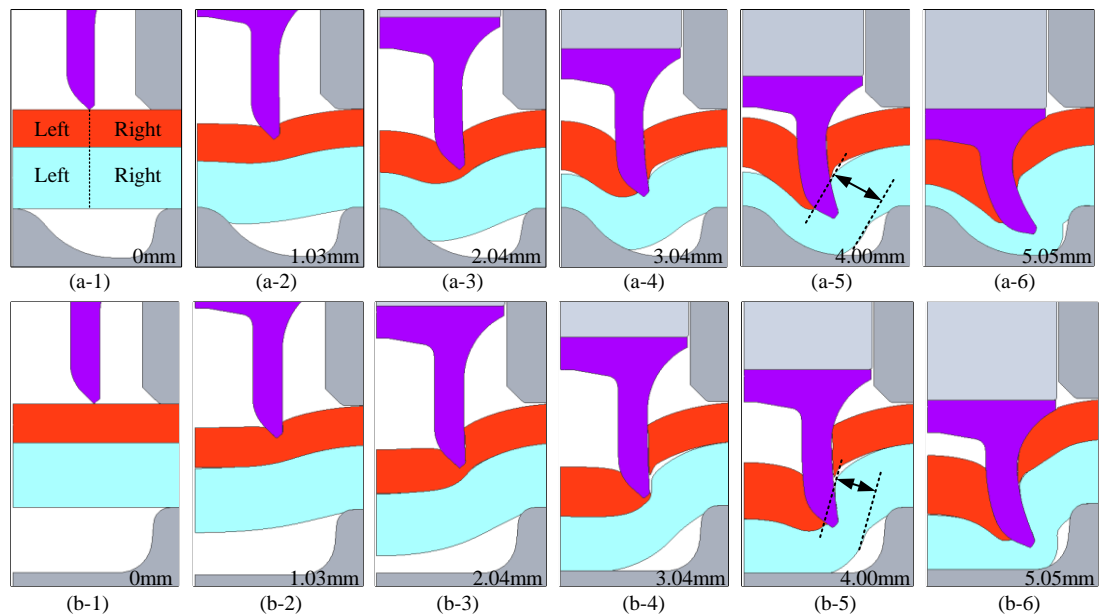 Left Right
Left Right
0mm 1.03mm 2.04mm 3.04mm 4.00mm 5.05mm
(a-1) (a-2) (a-3) (a-4) (a-5) (a-6)
0mm 1.03mm 2.04mm 3.04mm 4.00mm 5.05mm
(b-1) (b-2) (b-3) (b-4) (b-5) (b-6)